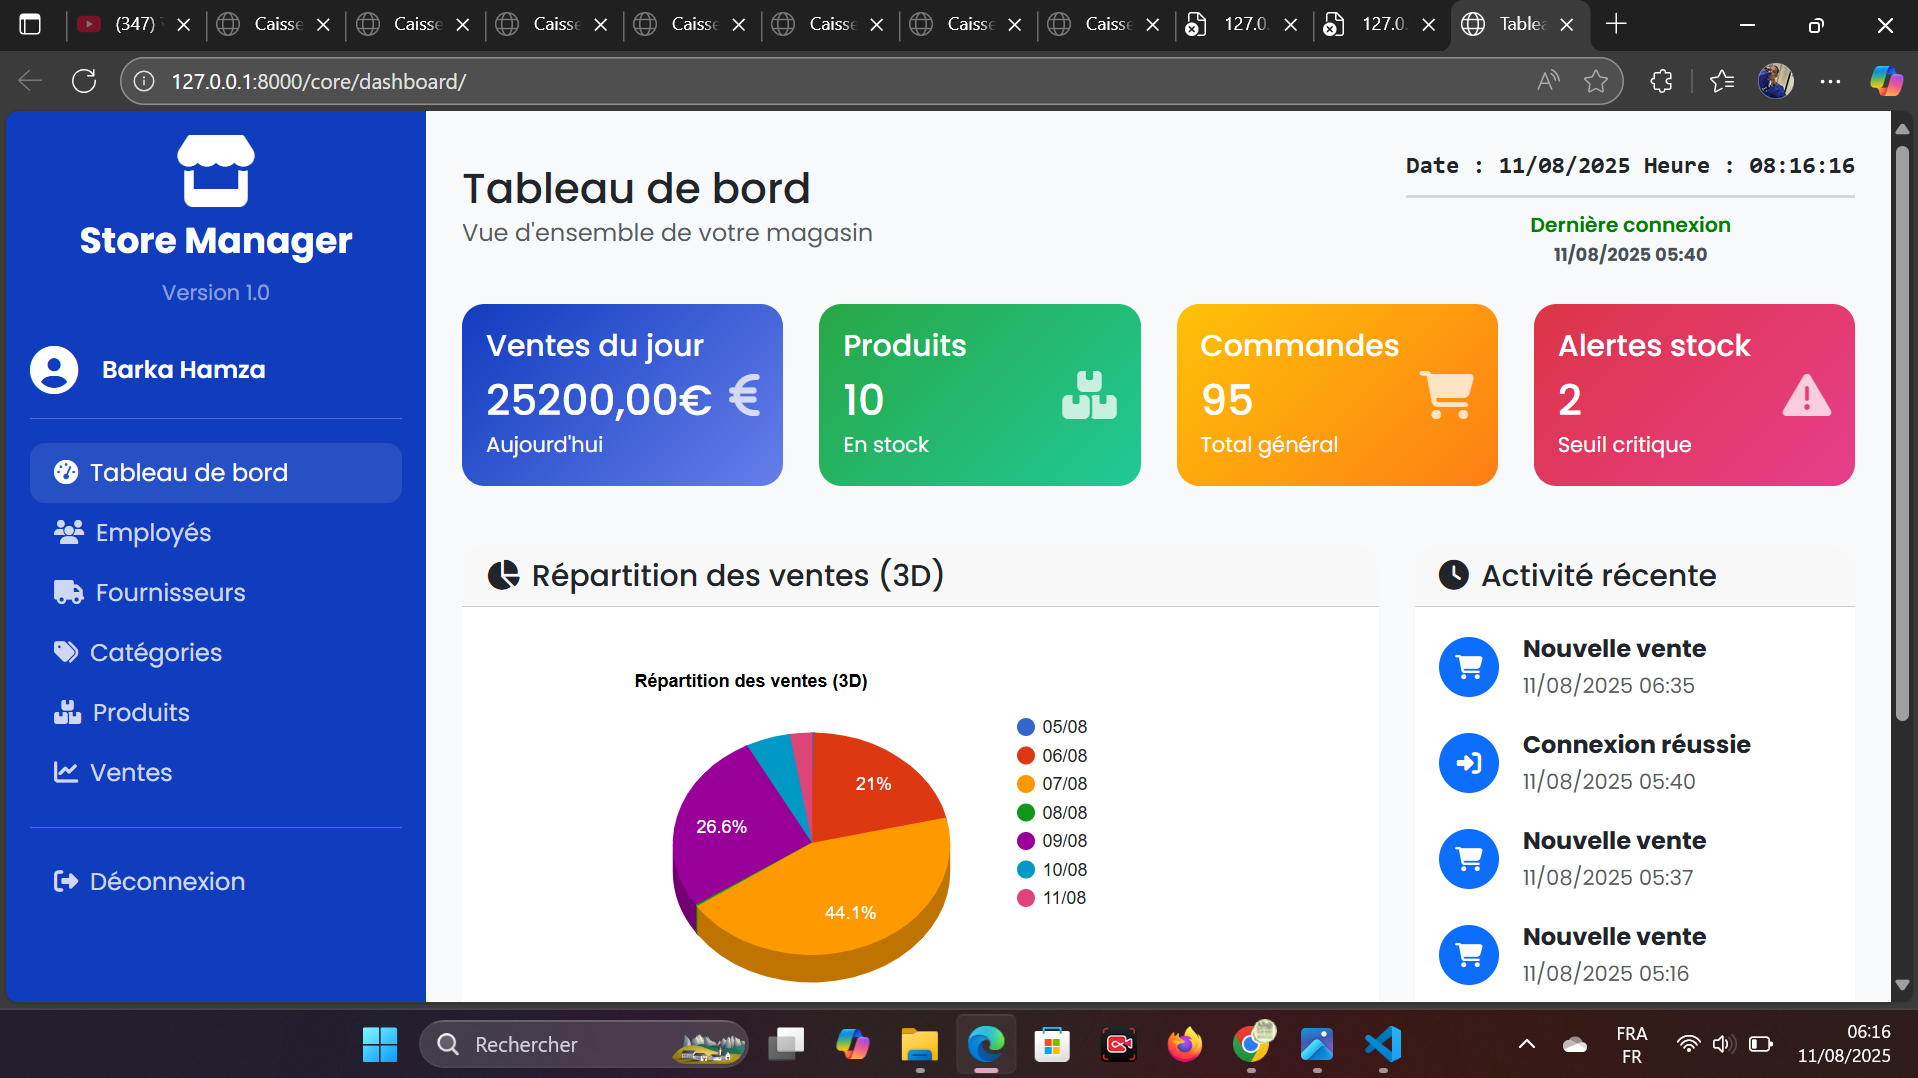 (347)
Caisse
Caisse
Caisse
Caisse
Caisse
Caisse
Caisse
127.0.
127.0.
Table
127.0.0.1:8000/core/dashboard/
Store Manager
Version 1.0
Barka Hamza
Tableau de bord
Employés
Fournisseurs
Catégories
Produits
Ventes
Déconnexion
Tableau de bord
Vue d'ensemble de votre magasin
Date : 11/08/2025 Heure : 08:16:16
Dernière connexion
11/08/2025 05:40
Ventes du jour
25200,00€ €
Aujourd'hui
Produits
10
En stock
Commandes
95
Total général
Alertes stock
2
Seuil critique
Répartition des ventes (3D)
Répartition des ventes (3D)
21%
26.6%
44.1%
05/08
06/08
07/08
08/08
09/08
10/08
11/08
Activité récente
Nouvelle vente
11/08/2025 06:35
Connexion réussie
11/08/2025 05:40
Nouvelle vente
11/08/2025 05:37
Nouvelle vente
11/08/2025 05:16
Rechercher
FRA
FR
06:16
11/08/2025